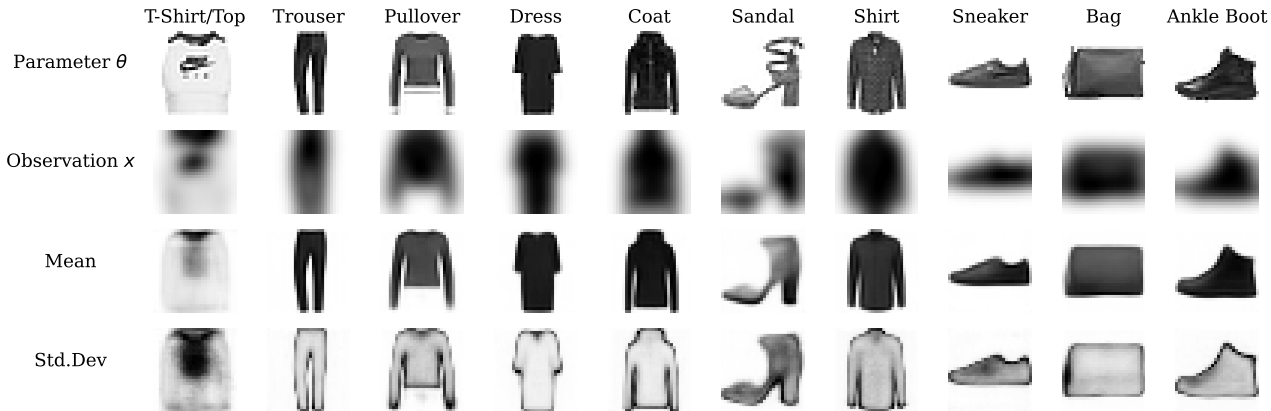 T-Shirt/Top Trouser Pullover Dress Coat Sandal Shirt Sneaker Bag Ankle Boot
Parameter θ
Observation x
Mean
Std.Dev